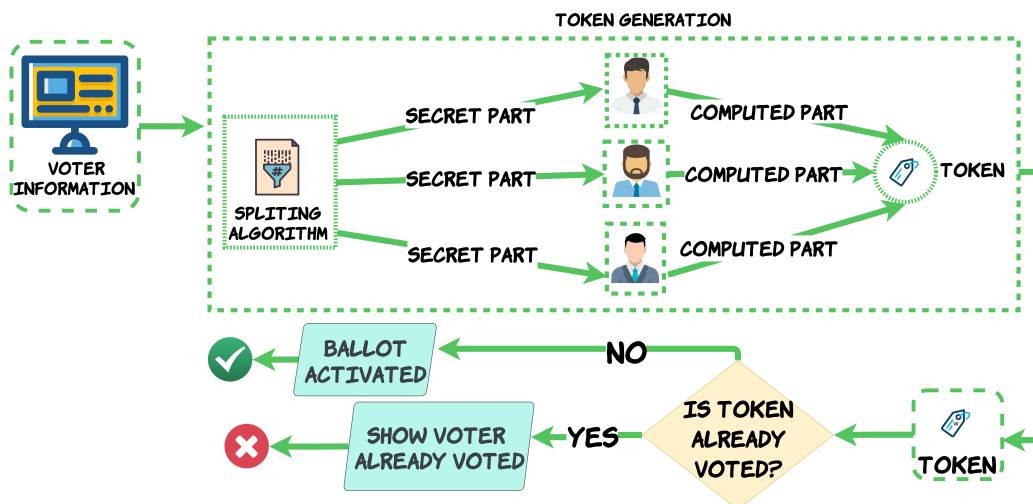 TOKEN GENERATION
VOTER
INFORMATION
SPLITING
ALGORITHM
SECRET PART
SECRET PART
SECRET PART
COMPUTED PART
COMPUTED PART
COMPUTED PART
TOKEN
BALLOT
ACTIVATED
NO
IS TOKEN
ALREADY
VOTED?
YES
SHOW VOTER
ALREADY VOTED
TOKEN
#